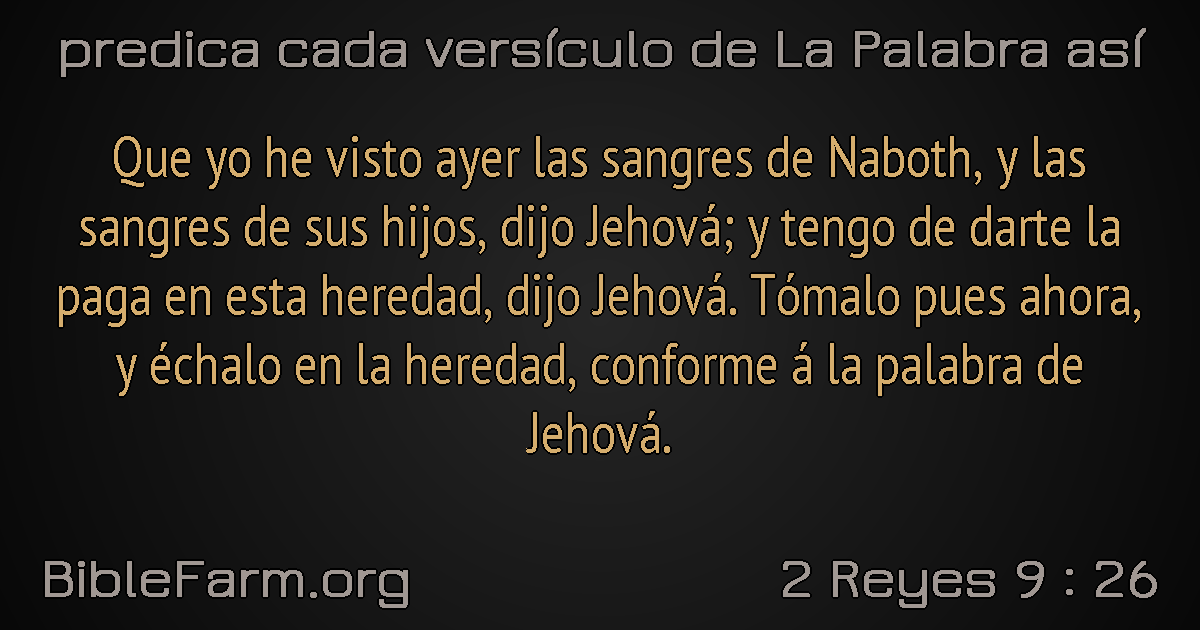 predica cada versículo de La Palabra así
Que yo he visto ayer las sangres de Naboth, y las
sangres de sus hijos, dijo Jehová; y tengo de darte la
paga en esta heredad, dijo Jehová. Tómalo pues ahora,
y échalo en la heredad, conforme á la palabra de
Jehová.
BibleFarm.org
2 Reyes 9 : 26